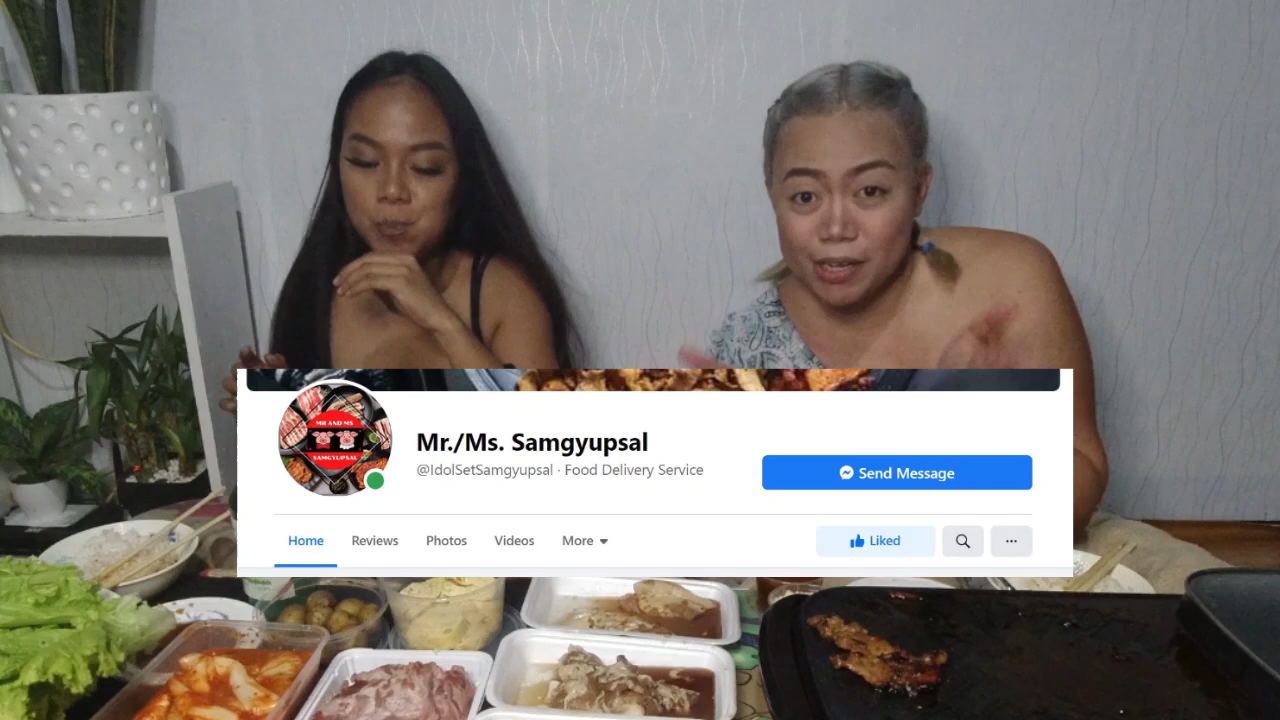 MR AND MS
SAMGYUPSAL
Mr./Ms. Samgyupsal
@IdolSetSamgyupsal · Food Delivery Service
Send Message
Home Reviews Photos Videos More
Liked